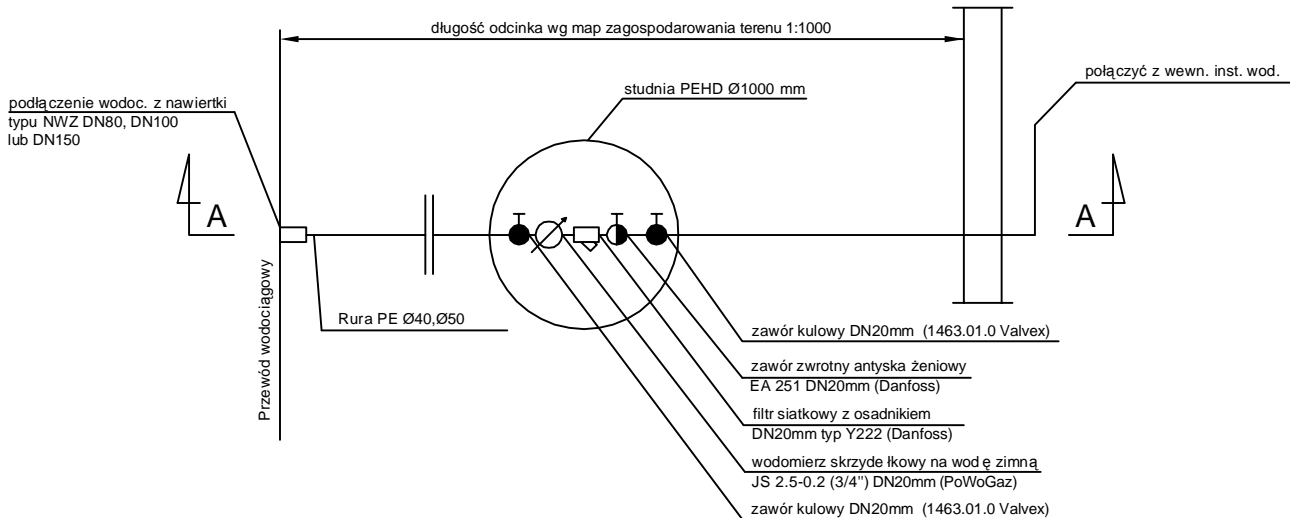 długość odcinka wg map zagospodarowania terenu 1:1000
połączyć z wewn. inst. wod.
studnia PEHD Ø1000 mm
podłączenie wodoc. z nawiertki
typu NWZ DN80, DN100
lub DN150
A
A
Przewód wodociągowy
Rura PE Ø40,Ø50
zawór kulowy DN20mm (1463.01.0 Valvex)
zawór zwrotny antyska żeniowy
EA 251 DN20mm (Danfoss)
filtr siatkowy z osadnikiem
DN20mm typ Y222 (Danfoss)
wodomierz skrzyde łkowy na wod ę zimną
JS 2.5-0.2 (3/4") DN20mm (PoWoGaz)
zawór kulowy DN20mm (1463.01.0 Valvex)